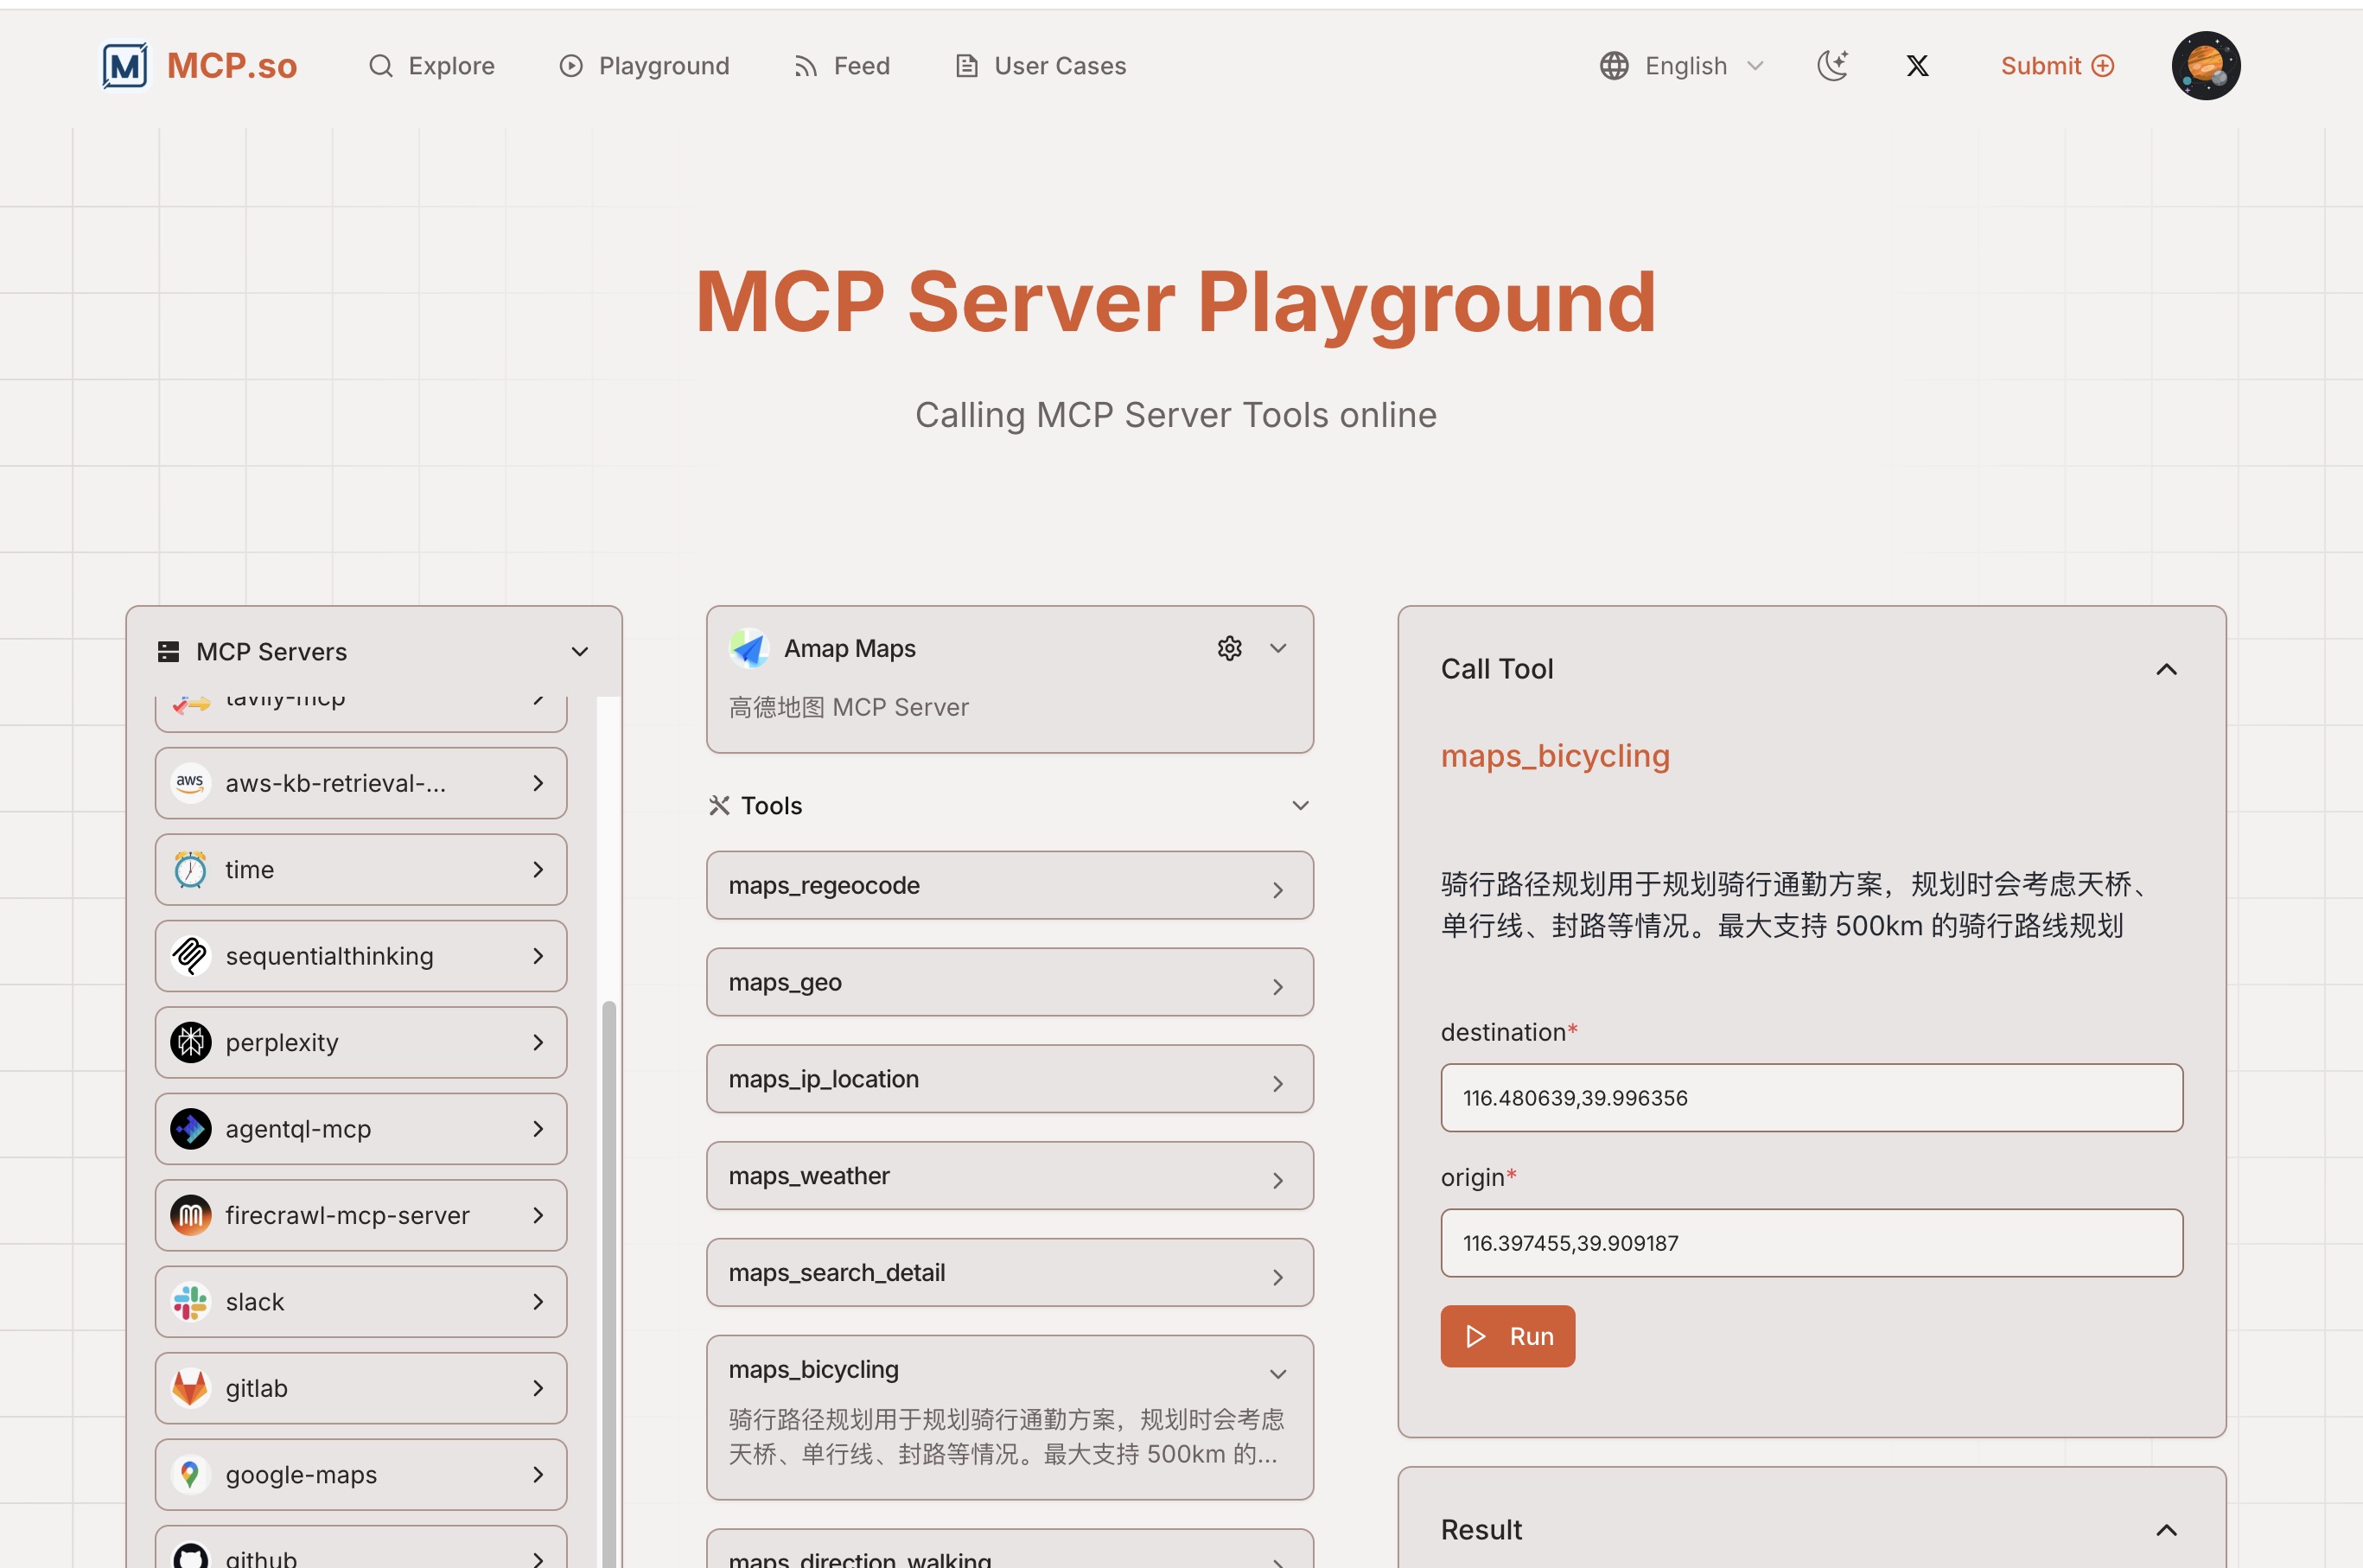 M MCP.so
Explore
Playground
Feed
User Cases
English
Submit
MCP Server Playground
Calling MCP Server Tools online
MCP Servers
tavily-mcp
aws
aws-kb-retrieval-...
time
sequentialthinking
perplexity
agentql-mcp
firecrawl-mcp-server
slack
gitlab
google-maps
github
Amap Maps
高德地图 MCP Server
Tools
maps_regeocode
maps_geo
maps_ip_location
maps_weather
maps_search_detail
maps_bicycling
骑行路径规划用于规划骑行通勤方案，规划时会考虑
天桥、单行线、封路等情况。最大支持 500km 的...
maps_direction_walking
Call Tool
maps_bicycling
骑行路径规划用于规划骑行通勤方案，规划时会考虑天桥、
单行线、封路等情况。最大支持 500km 的骑行路线规划
destination*
116.480639,39.996356
origin*
116.397455,39.909187
Run
Result